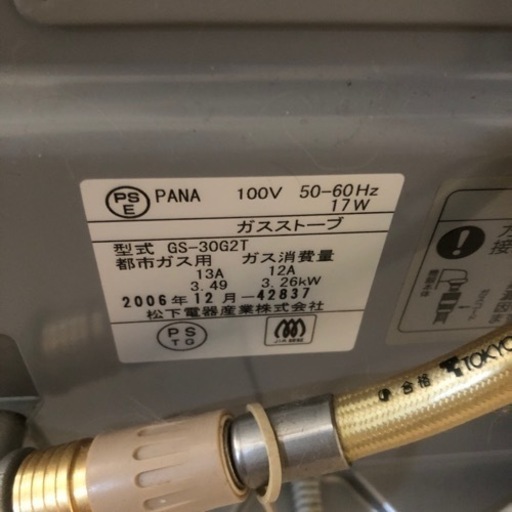 PS E PANA 100V 50-60Hz
17W
ガスストーブ
型式 GS-30G2T
都市ガス用 ガス消費量
13A 12A
3.49 3.26kW
2006年12月-42837
松下電器産業株式会社
PS TG
合格 TOKYO